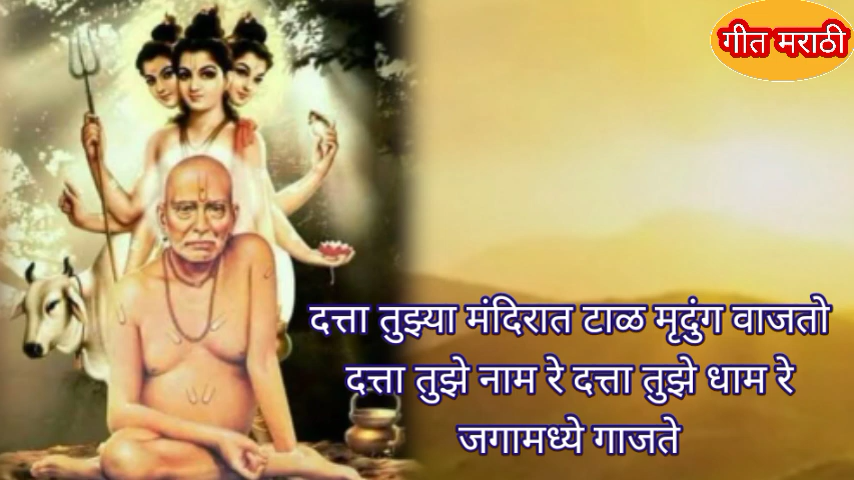 गीत मराठी
दत्ता तुझ्या मंदिरात टाळ मृदुंग वाजतो
दत्ता तुझे नाम रे दत्ता तुझे धाम रे
जगामध्ये गाजते